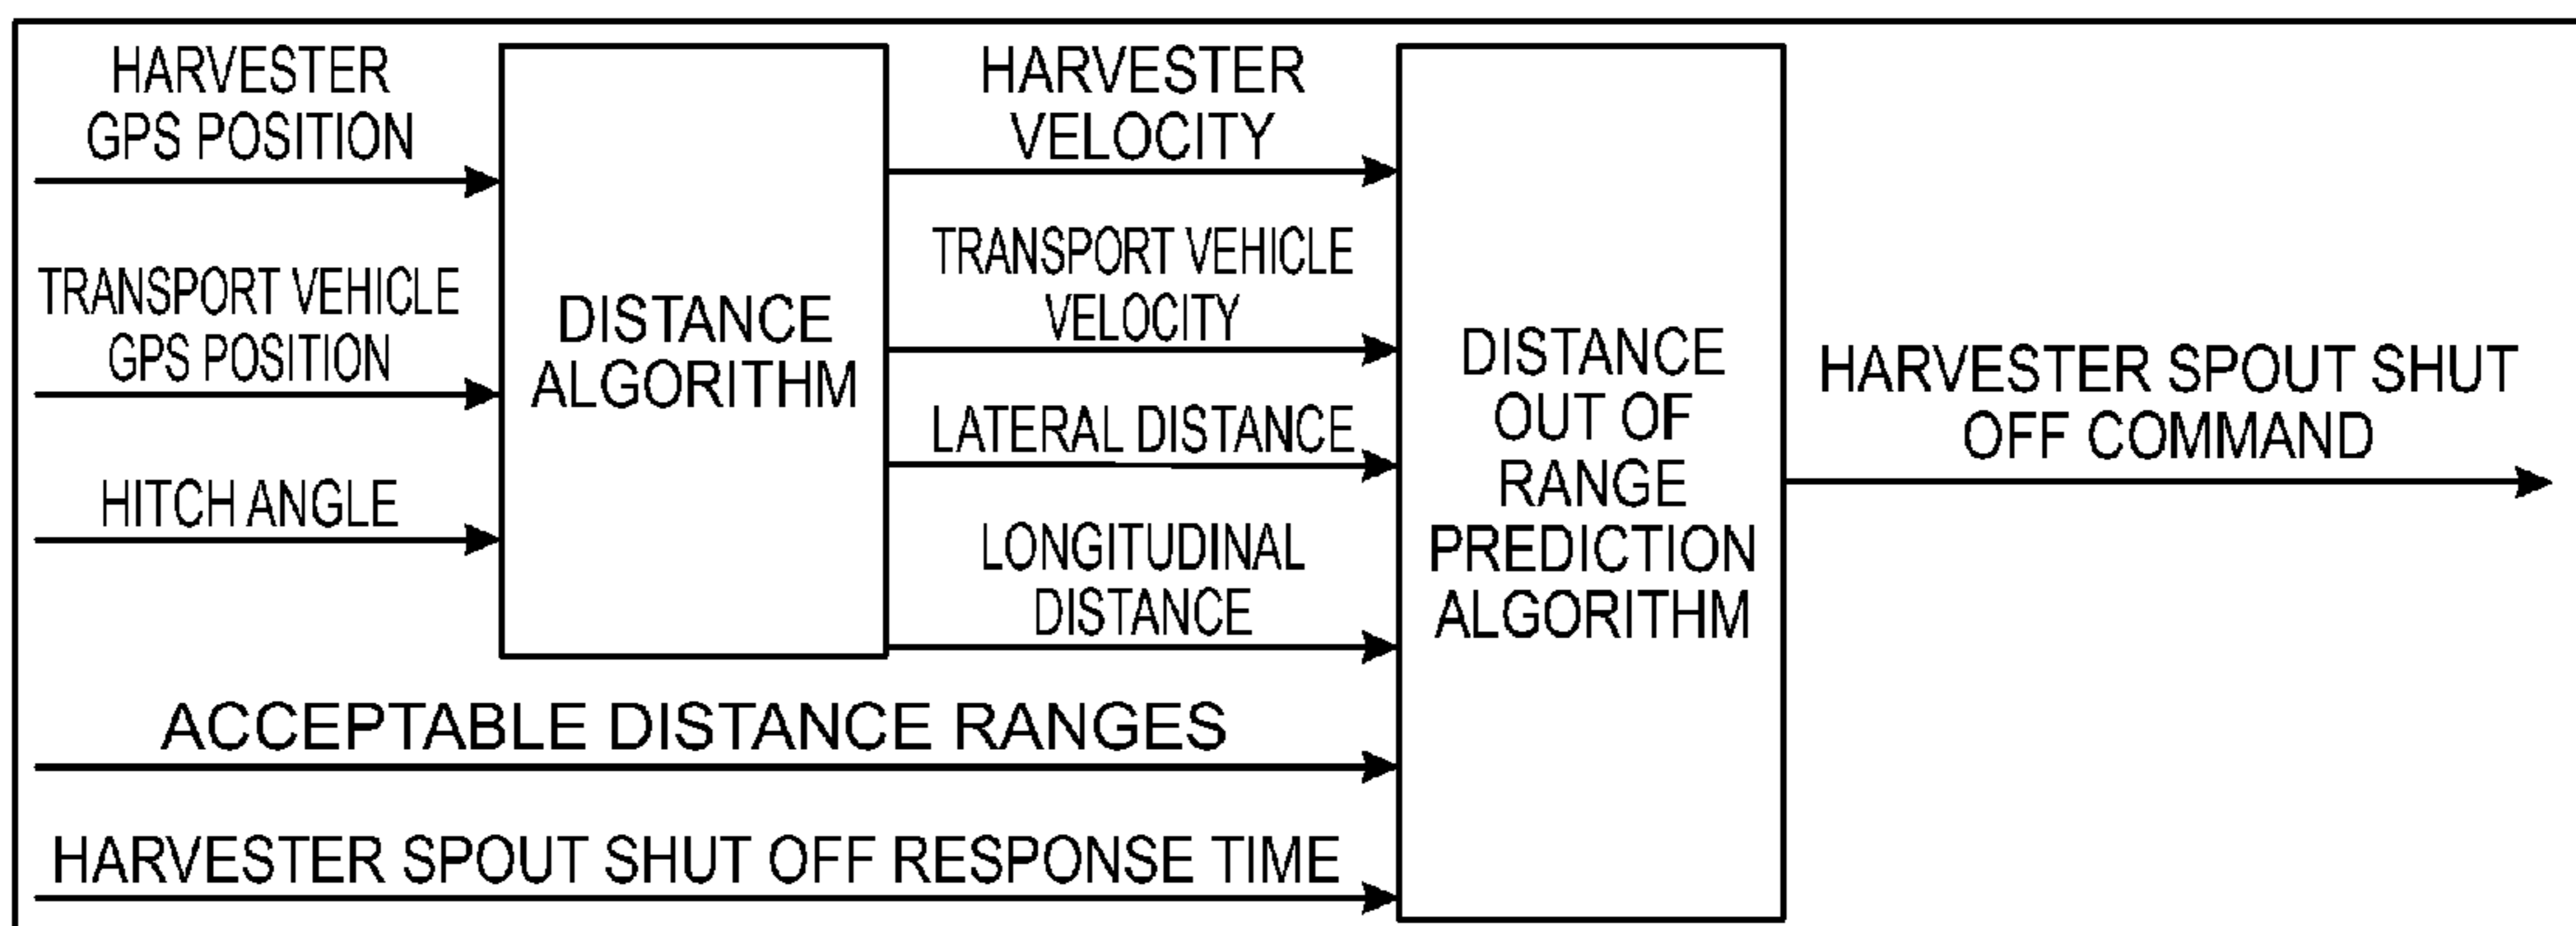 HARVESTER
GPS POSITION
TRANSPORT VEHICLE
GPS POSITION
HITCH ANGLE
DISTANCE
ALGORITHM
HARVESTER
VELOCITY
TRANSPORT VEHICLE
VELOCITY
LATERAL DISTANCE
LONGITUDINAL
DISTANCE
ACCEPTABLE DISTANCE RANGES
HARVESTER SPOUT SHUT OFF RESPONSE TIME
DISTANCE
OUT OF
RANGE
PREDICTION
ALGORITHM
HARVESTER SPOUT SHUT
OFF COMMAND